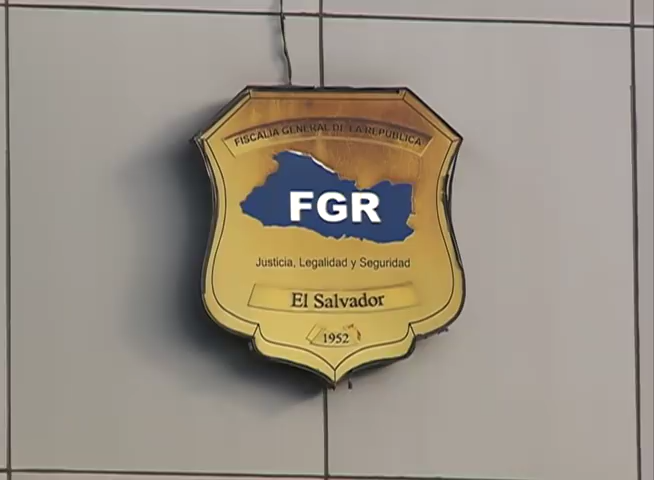 FISCALIA GENERAL DE LA REPUBLICA
FGR
Justicia, Legalidad y Seguridad
El Salvador
1952